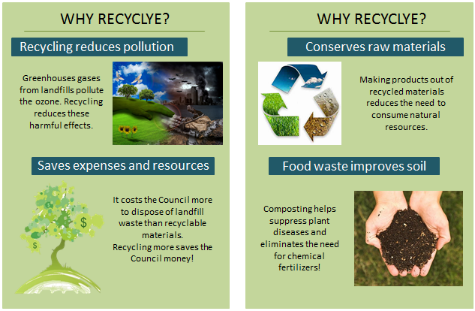 WHY RECYCLYE?
Recycling reduces pollution
Greenhouses gases
from landfills pollute
the ozone. Recycling
reduces these
harmful effects.
Saves expenses and resources
It costs the Council more
to dispose of landfill
waste than recyclable
materials.
Recycling more saves the
Council money!
$
$
WHY RECYCLYE?
Conserves raw materials
Making products out of
recycled materials
reduces the need to
consume natural
resources.
Food waste improves soil
Composting helps
suppress plant
diseases and
eliminates the need
for chemical
fertilizers!